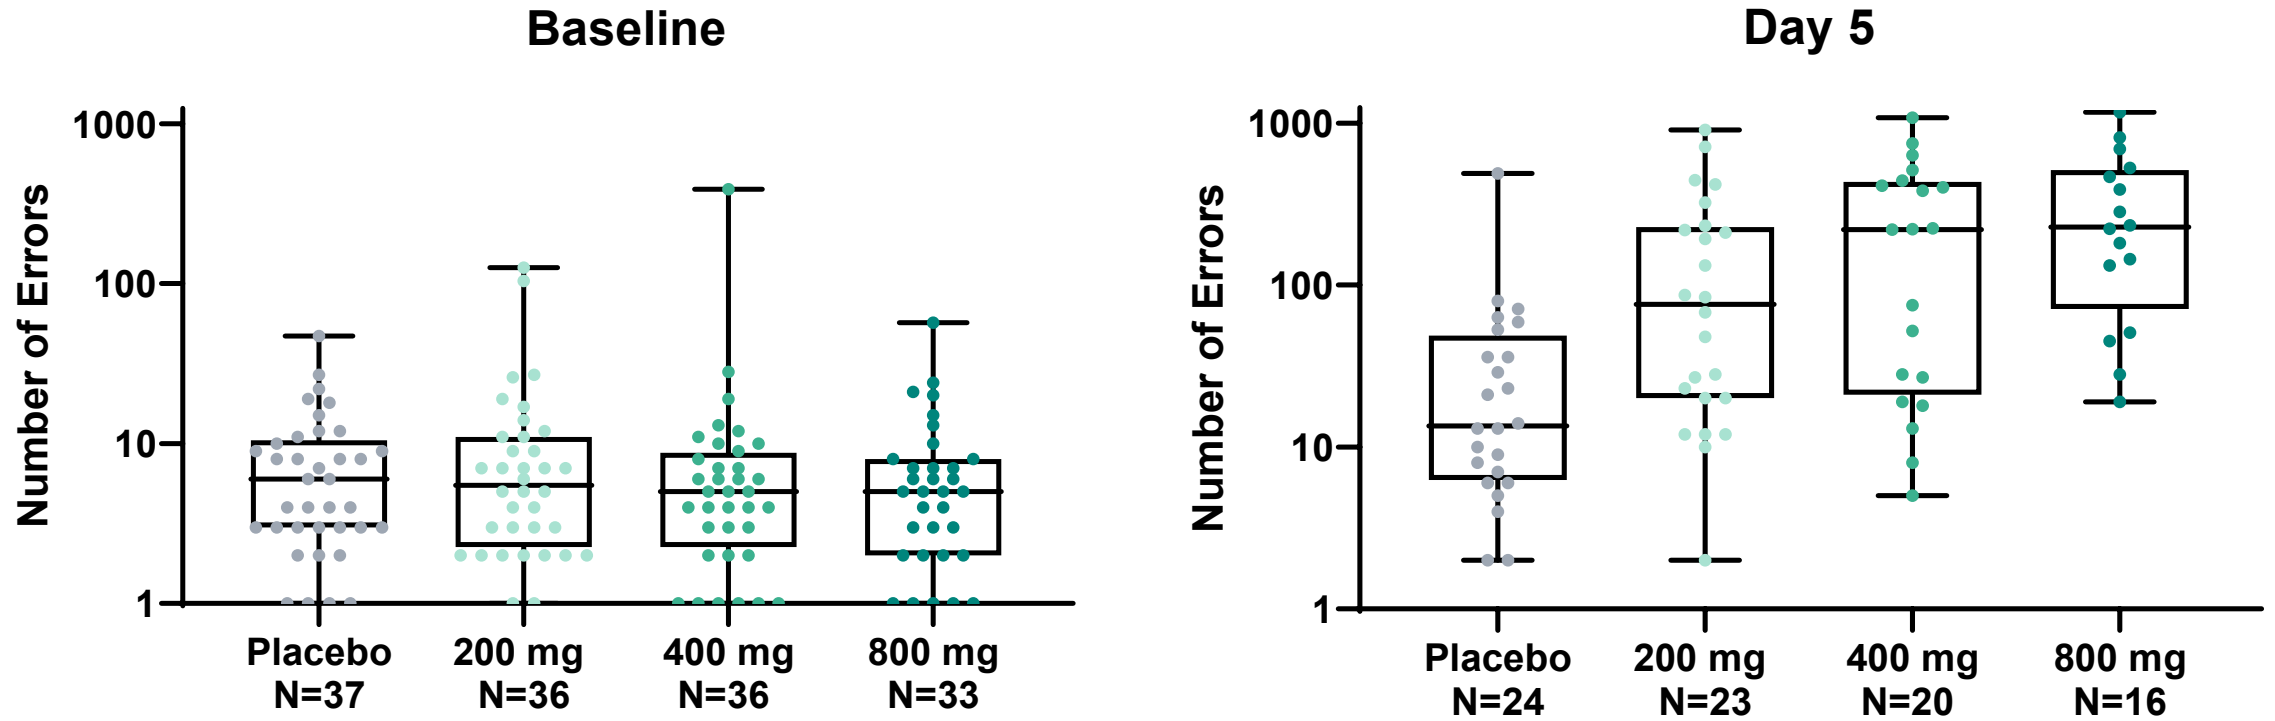 Baseline
Number of Errors
1000
100
10
1
Placebo 200 mg 400 mg 800 mg
N=37 N=36 N=36 N=33
Day 5
Number of Errors
1000
100
10
1
Placebo 200 mg 400 mg 800 mg
N=24 N=23 N=20 N=16